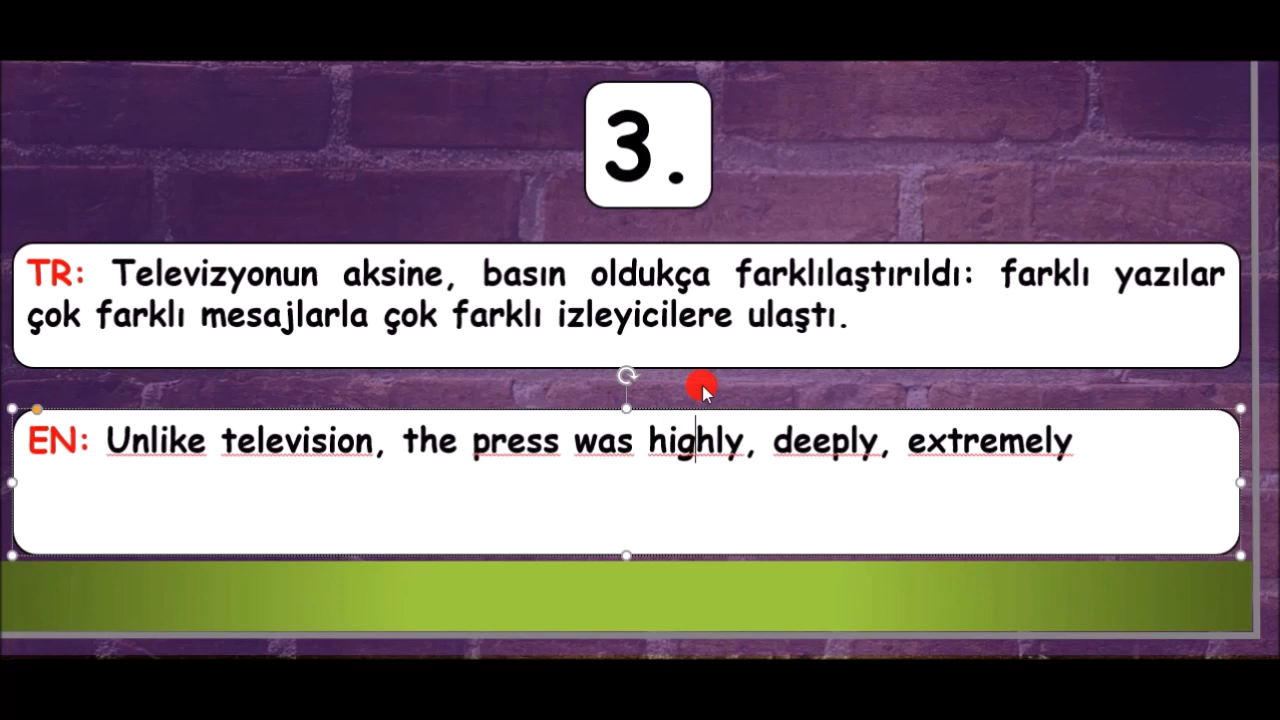 3.
TR: Televizyonun aksine, basın oldukça farklılaştırıldı: farklı yazılar
çok farklı mesajlarla çok farklı izleyicilere ulaştı.
EN: Unlike television, the press was highly, deeply, extremely